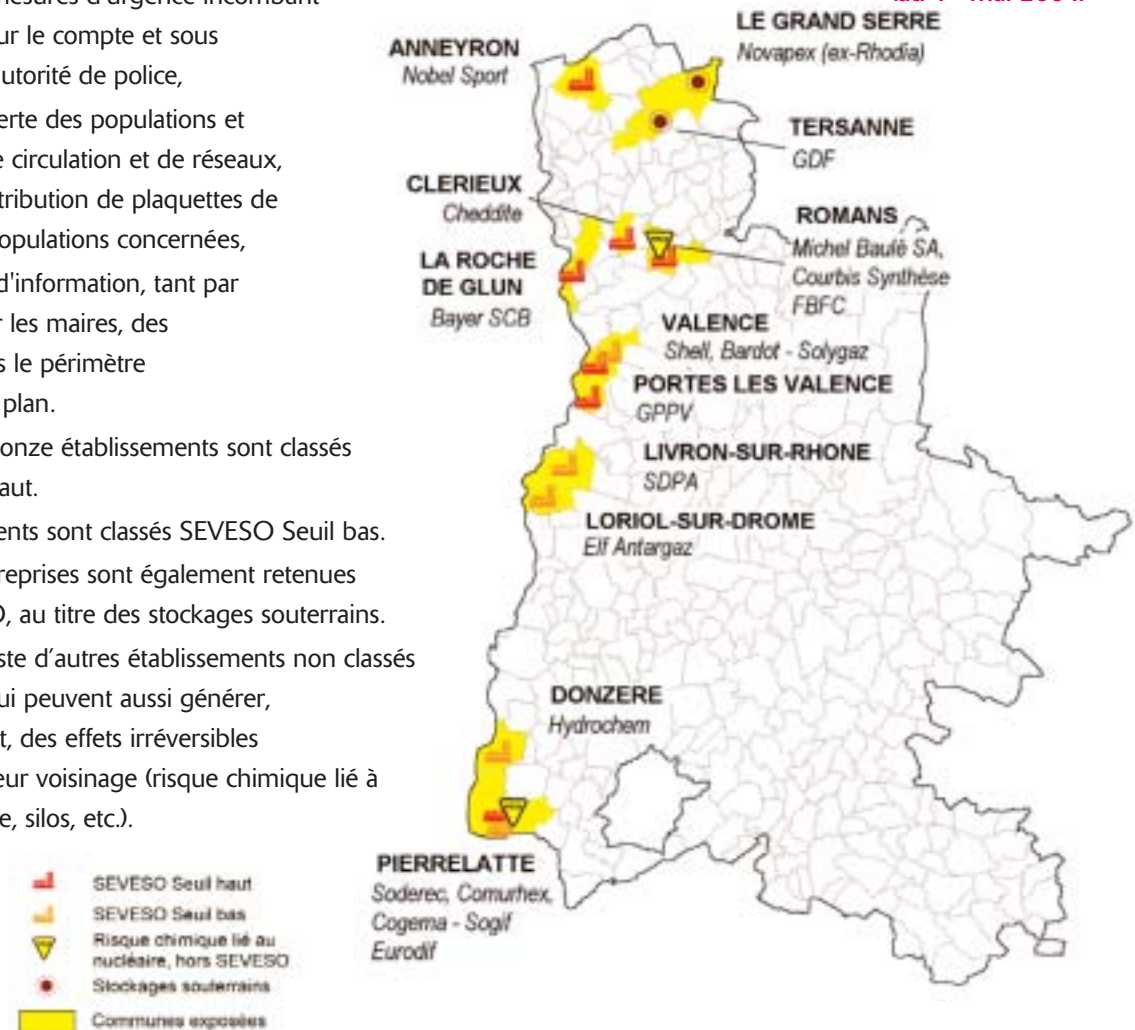 mesures d'urgence incombant
ur le compte et sous
utorité de police,
erte des populations et
e circulation et de réseaux,
tribution de plaquettes de
opulations concernées,
d'information, tant par
r les maires, des
s le périmètre
plan.
onze établissements sont classés
aut.
ents sont classés SEVESO Seuil bas.
reprises sont également retenues
O, au titre des stockages souterrains.
iste d'autres établissements non classés
ui peuvent aussi générer,
t, des effets irréversibles
eur voisinage (risque chimique lié à
e, silos, etc.).
LE GRAND SERRE
Novapex (ex-Rhodia)
ANNEYRON
Nobel Sport
TERSANNE
GDF
CLERIEUX
Cheddite
ROMANS
Michel Baulè SA,
Courbis Synthèse
FBFC
LA ROCHE
DE GLUN
Bayer SCB
VALENCE
Shell, Bardot - Solygaz
PORTES LES VALENCE
GPPV
LIVRON-SUR-RHONE
SDPA
LORIOL-SUR-DROME
Elf Antargaz
DONZERE
Hydrochem
PIERRELATTE
Soderec, Comurhex,
Cogema - Sogif
Eurodif
SEVESO Seuil haut
SEVESO Seuil bas
Risque chimique lié au
nucléaire, hors SEVESO
Stockages souterrains
Communes exposées